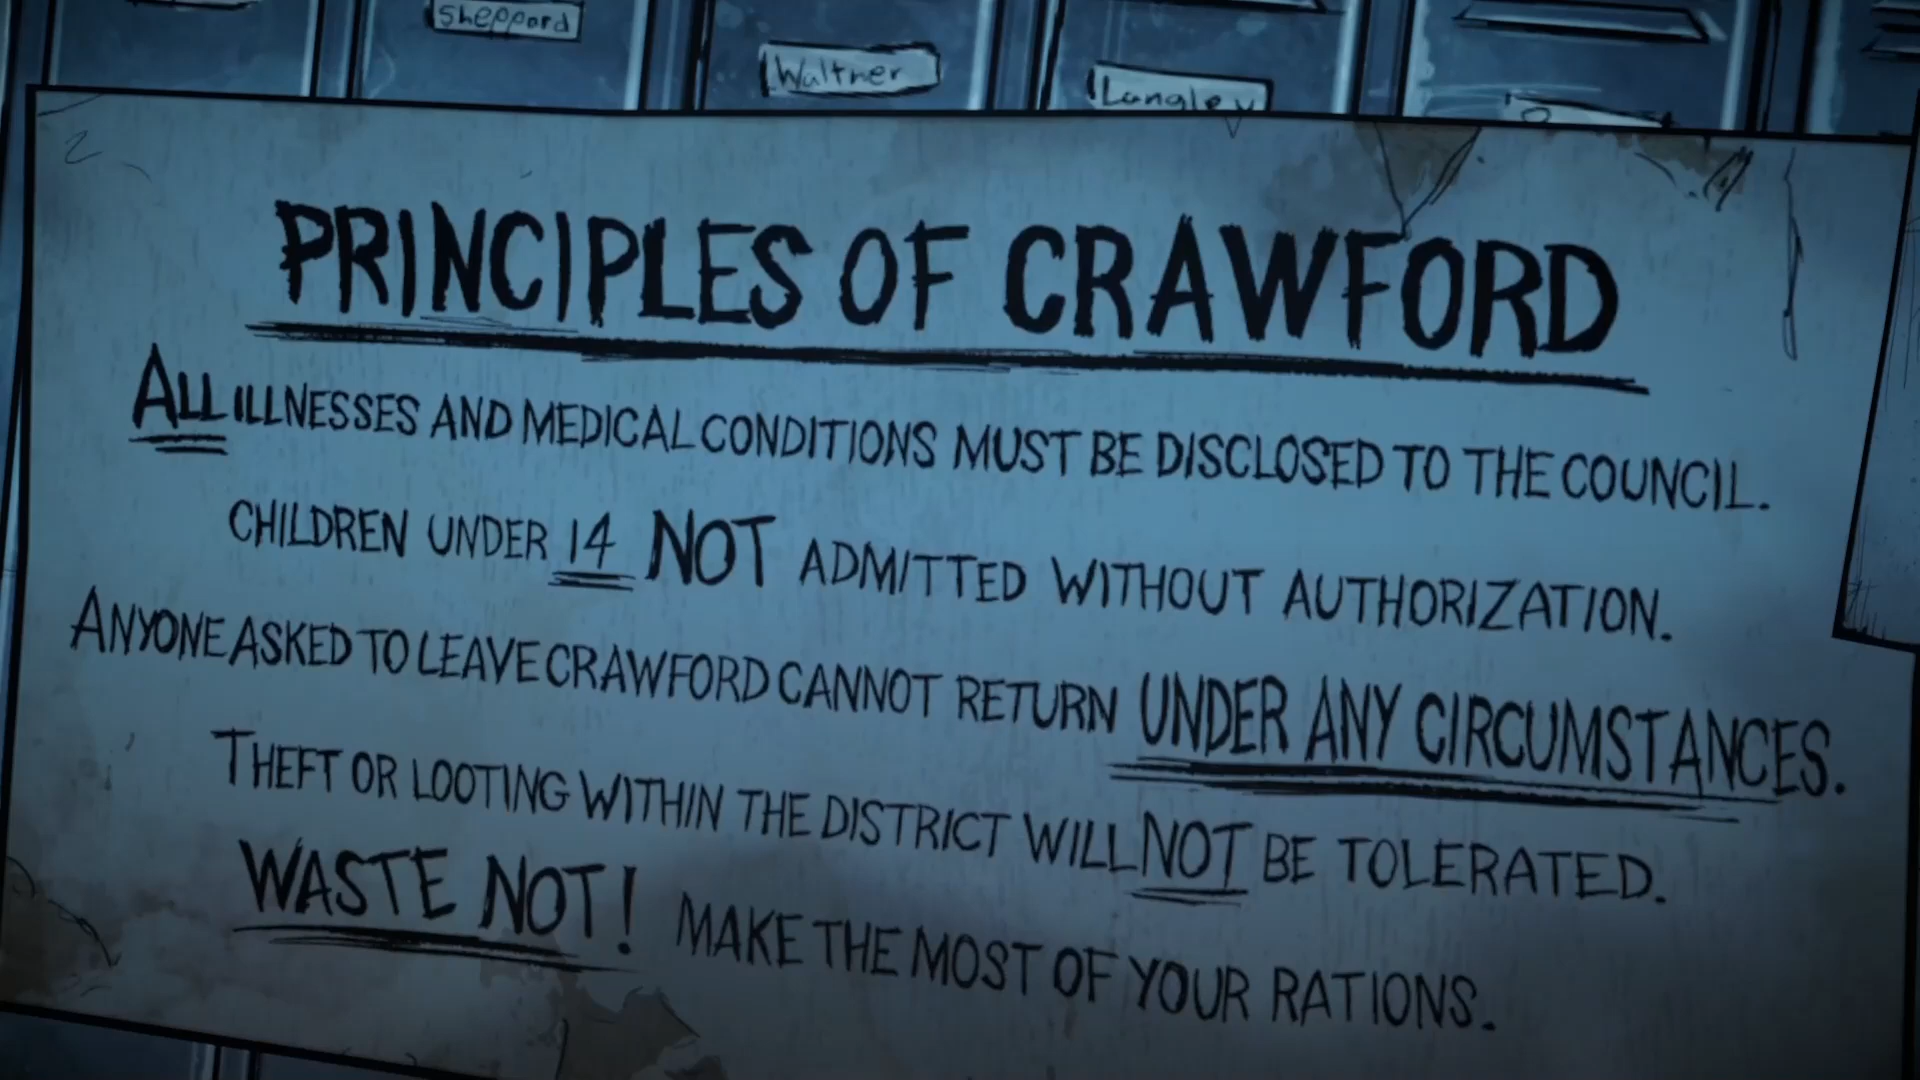 Sheppard
Waltner
Langley
PRINCIPLES OF CRAWFORD
ALL ILLNESSES AND MEDICAL CONDITIONS MUST BE DISCLOSED TO THE COUNCIL.
CHILDREN UNDER 14 NOT ADMITTED WITHOUT AUTHORIZATION.
ANYONE ASKED TO LEAVE CRAWFORD CANNOT RETURN UNDER ANY CIRCUMSTANCES.
THEFT OR LOOTING WITHIN THE DISTRICT WILL NOT BE TOLERATED.
WASTE NOT! MAKE THE MOST OF YOUR RATIONS.